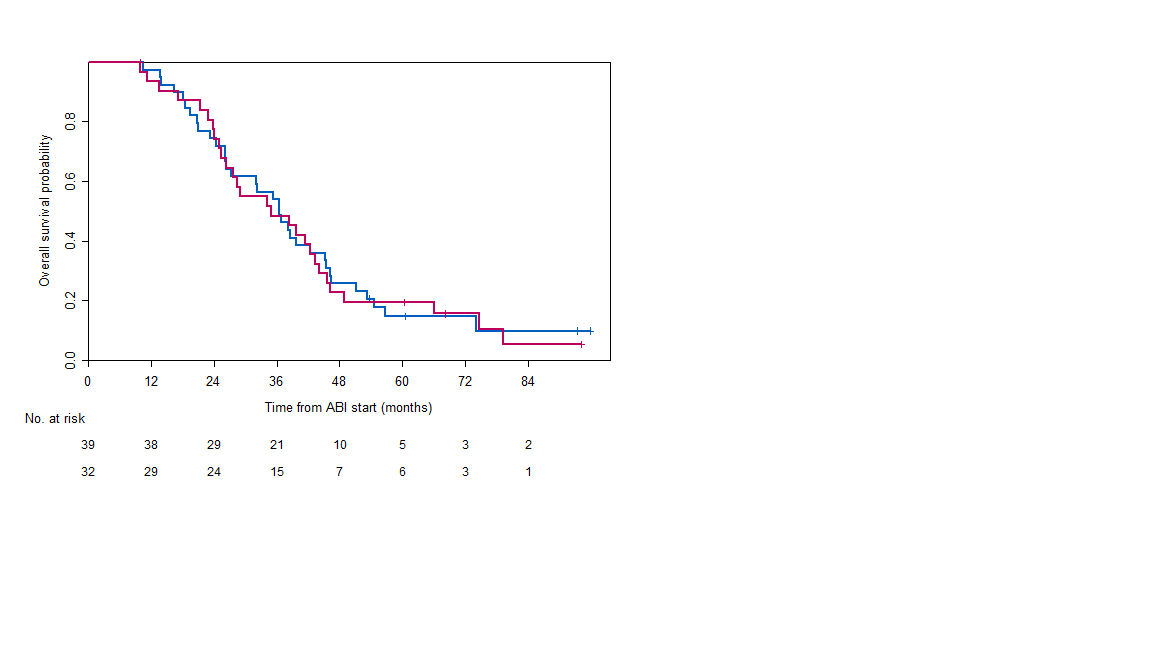 Overall survival probability
0.8
0.6
0.4
0.2
0.0
0 12 24 36 48 60 72 84
Time from ABI start (months)
No. at risk
39 38 29 21 10 5 3 2
32 29 24 15 7 6 3 1